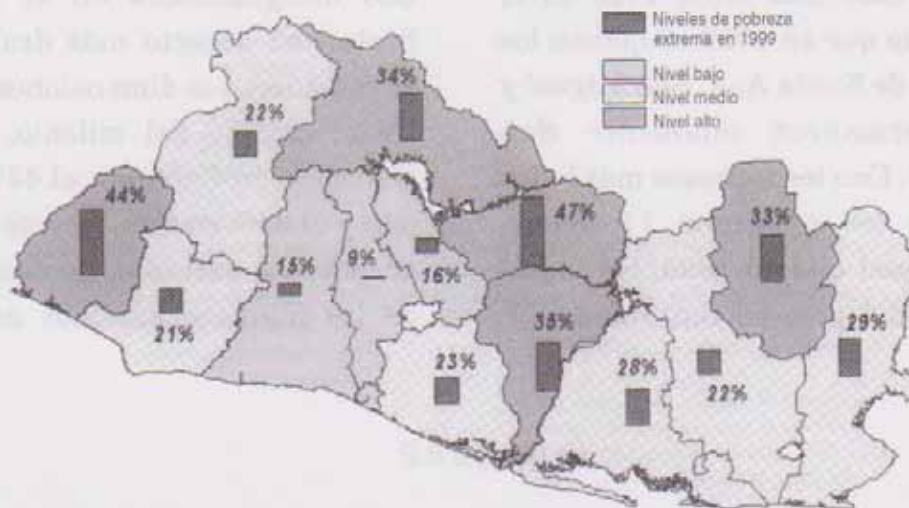 Niveles de pobreza
extrema en 1999
Nivel bajo
Nivel medio
Nivel alto
34%
22%
44%
47%
33%
9%
15%
16%
21%
35%
29%
23%
28%
22%